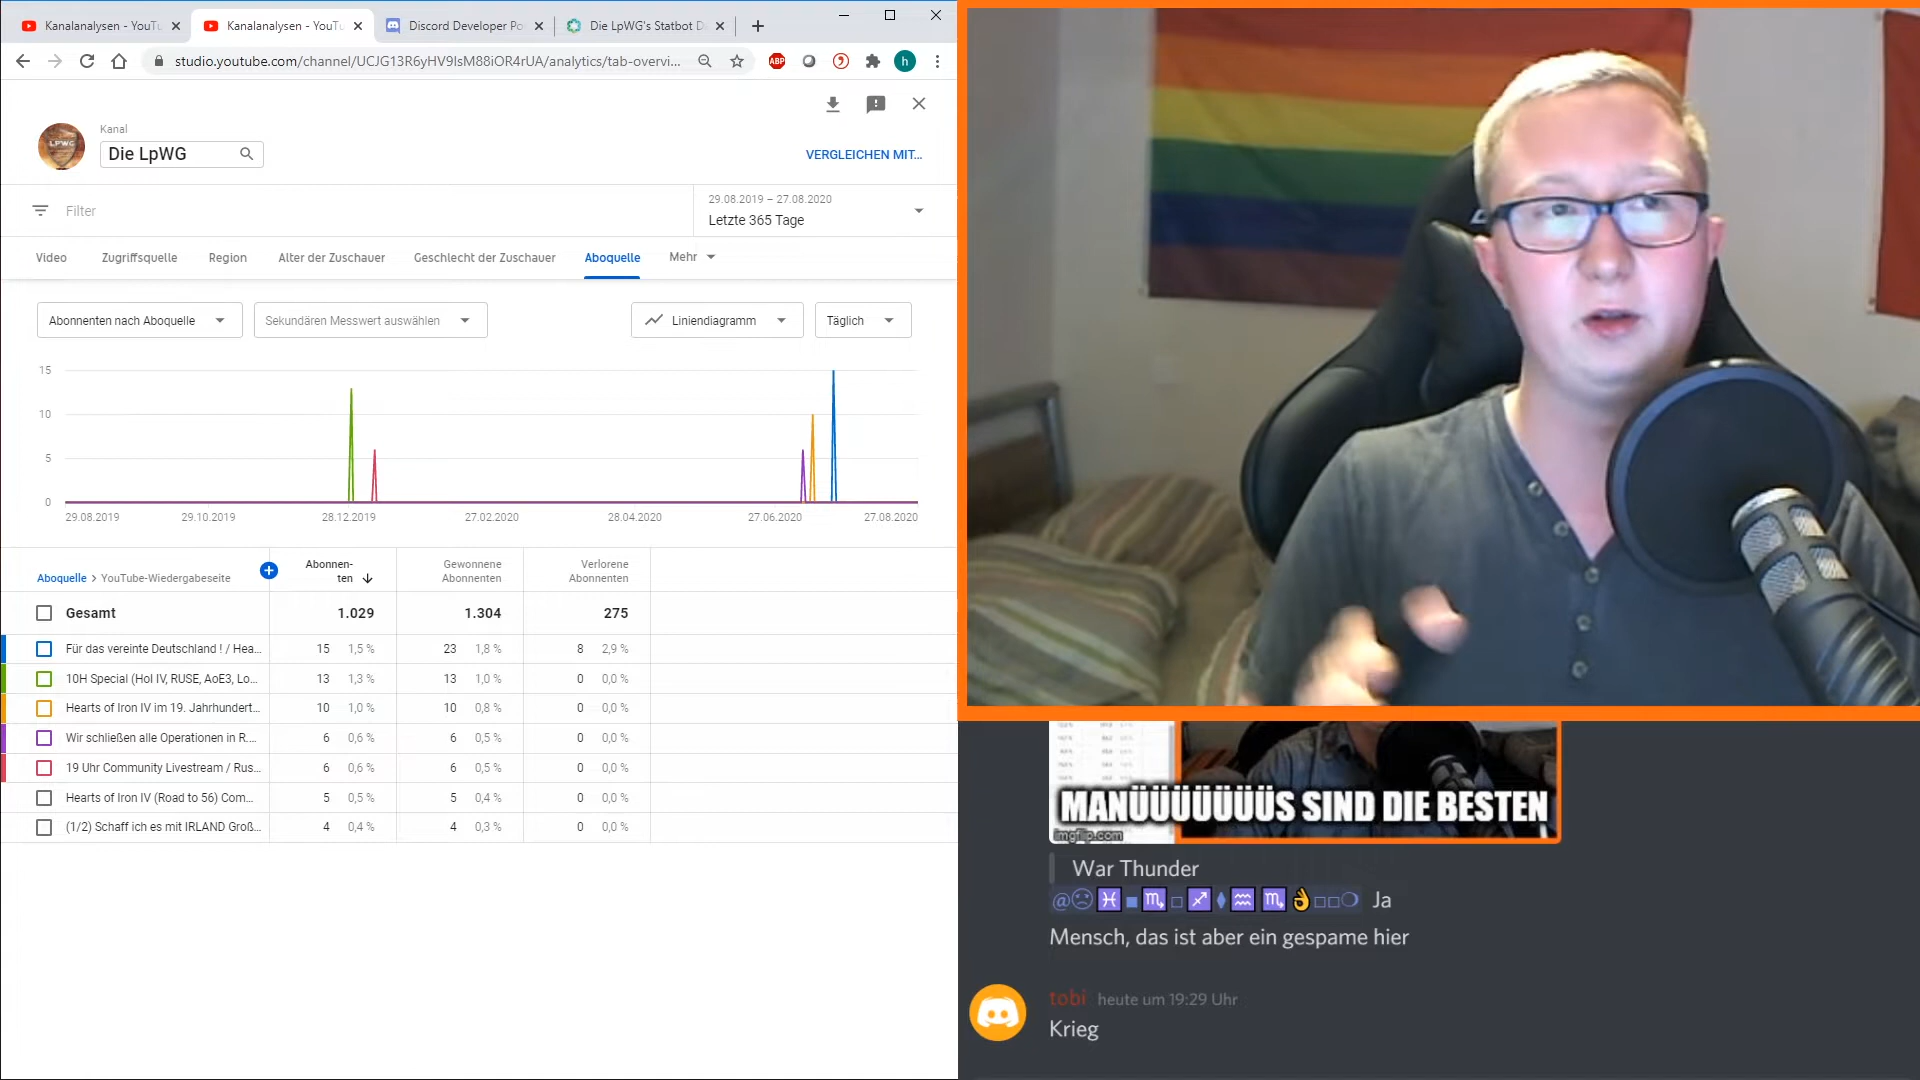 Kanalanalysen - YouTu
Kanalanalysen - YouTu
Discord Developer Po
Die LpWG's Statbot D
studio.youtube.com/channel/UCJG13R6yHV9IsM88iOR4rUA/analytics/tab-overvi...
ABP
h
Kanal
Die LpWG
VERGLEICHEN MIT...
Filter
29.08.2019 – 27.08.2020
Letzte 365 Tage
Video
Zugriffsquelle
Region
Alter der Zuschauer
Geschlecht der Zuschauer
Aboquelle
Mehr
Abonnenten nach Aboquelle
Sekundären Messwert auswählen
Liniendiagramm
Täglich
15
10
5
0
29.08.2019 29.10.2019 28.12.2019 27.02.2020 28.04.2020 27.06.2020 27.08.2020
Aboquelle > YouTube-Wiedergabeseite
Abonnen-
ten
Gewonnene
Abonnenten
Verlorene
Abonnenten
Gesamt 1.029 1.304 275
Für das vereinte Deutschland ! / Hea... 15 1,5 % 23 1,8 % 8 2,9 %
10H Special (HoI IV, RUSE, AoE3, Lo... 13 1,3 % 13 1,0 % 0 0,0 %
Hearts of Iron IV im 19. Jahrhundert... 10 1,0 % 10 0,8 % 0 0,0 %
Wir schließen alle Operationen in R.... 6 0,6 % 6 0,5 % 0 0,0 %
19 Uhr Community Livestream / Rus... 6 0,6 % 6 0,5 % 0 0,0 %
Hearts of Iron IV (Road to 56) Com... 5 0,5 % 5 0,4 % 0 0,0 %
(1/2) Schaff ich es mit IRLAND Groß... 4 0,4 % 4 0,3 % 0 0,0 %
MANÜÜÜÜÜÜÜS SIND DIE BESTEN
imgflip.com
War Thunder
@☹♓■♏□♐⬧♒♏👌□□❍ Ja
Mensch, das ist aber ein gespame hier
tobi heute um 19:29 Uhr
Krieg